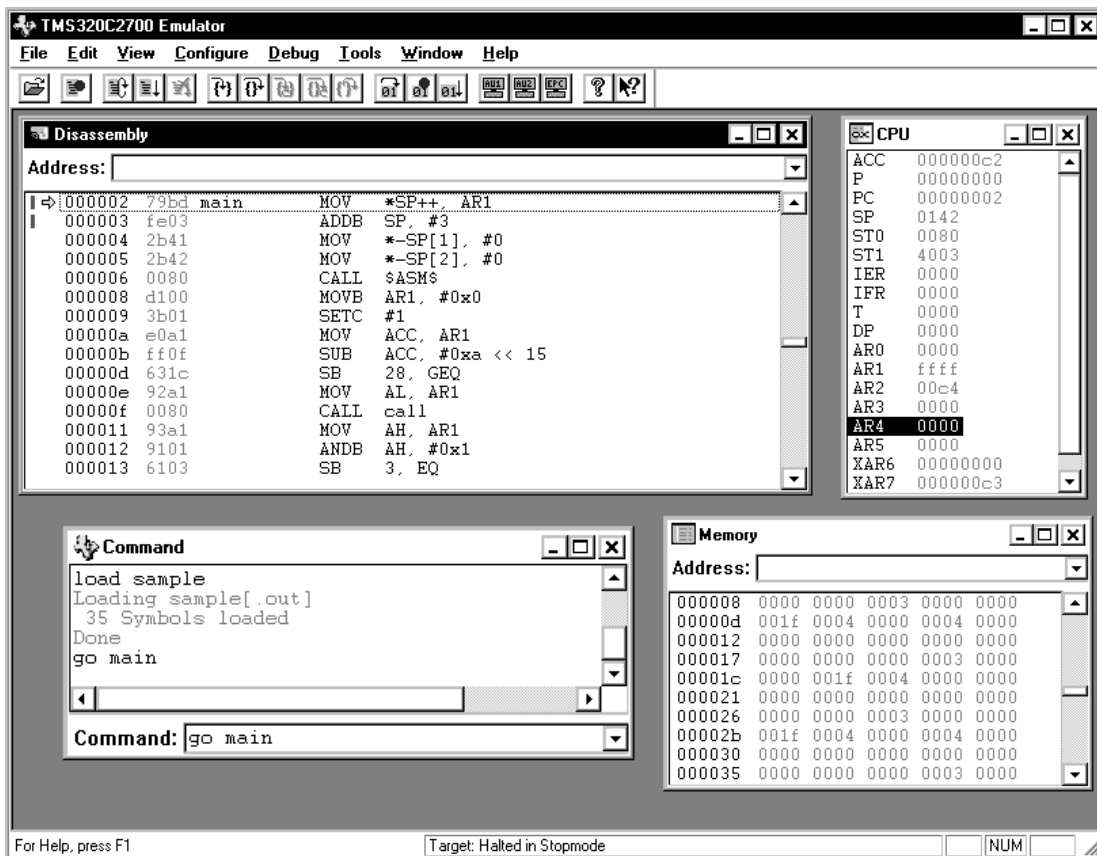 TMS320C2700 Emulator
File Edit View Configure Debug Tools Window Help
AU1 AU2 EPC
Disassembly
Address:
000002 79bd main MOV *SP++, AR1
000003 fe03 ADDB SP, #3
000004 2b41 MOV *-SP[1], #0
000005 2b42 MOV *-SP[2], #0
000006 0080 CALL $ASM$
000008 d100 MOVB AR1, #0x0
000009 3b01 SETC #1
00000a e0a1 MOV ACC, AR1
00000b ff0f SUB ACC, #0xa << 15
00000d 631c SB 28, GEQ
00000e 92a1 MOV AL, AR1
00000f 0080 CALL call
000011 93a1 MOV AH, AR1
000012 9101 ANDB AH, #0x1
000013 6103 SB 3, EQ
CPU
ACC 000000c2
P 00000000
PC 00000002
SP 0142
ST0 0080
ST1 4003
IER 0000
IFR 0000
T 0000
DP 0000
AR0 0000
AR1 ffff
AR2 00c4
AR3 0000
AR4 0000
AR5 0000
XAR6 00000000
XAR7 000000c3
Command
load sample
Loading sample[.out]
35 Symbols loaded
Done
go main
Command: go main
Memory
Address:
000008 0000 0000 0003 0000 0000
00000d 001f 0004 0000 0004 0000
000012 0000 0000 0000 0000 0000
000017 0000 0000 0000 0003 0000
00001c 0000 001f 0004 0000 0000
000021 0000 0000 0000 0000 0000
000026 0000 0000 0003 0000 0000
00002b 001f 0004 0000 0004 0000
000030 0000 0000 0000 0000 0000
000035 0000 0000 0000 0003 0000
For Help, press F1
Target: Halted in Stopmode
NUM